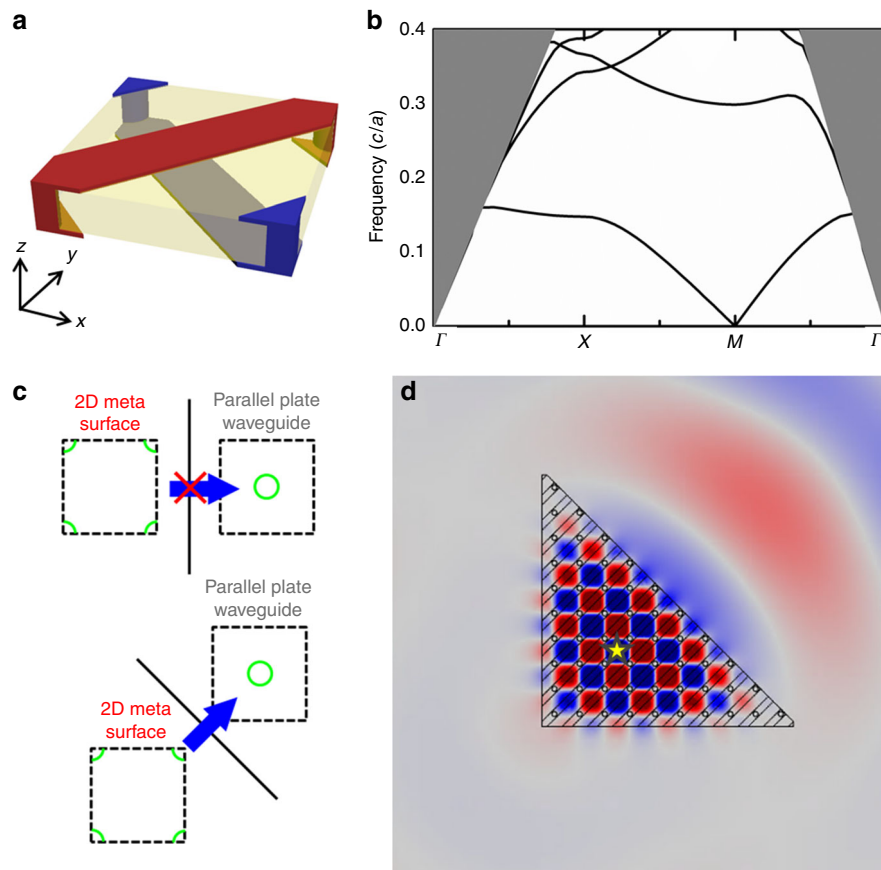 a
z
y
x
b
Frequency (c/a)
0.4
0.3
0.2
0.1
0.0
Γ
X
M
Γ
c
2D meta
surface
Parallel plate
waveguide
Parallel plate
waveguide
2D meta
surface
d